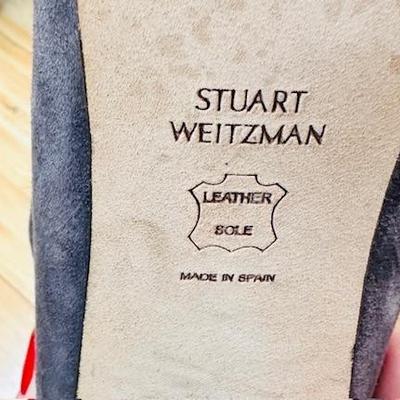 STUART
WEITZMAN
LEATHER
SOLE
MADE IN SPAIN